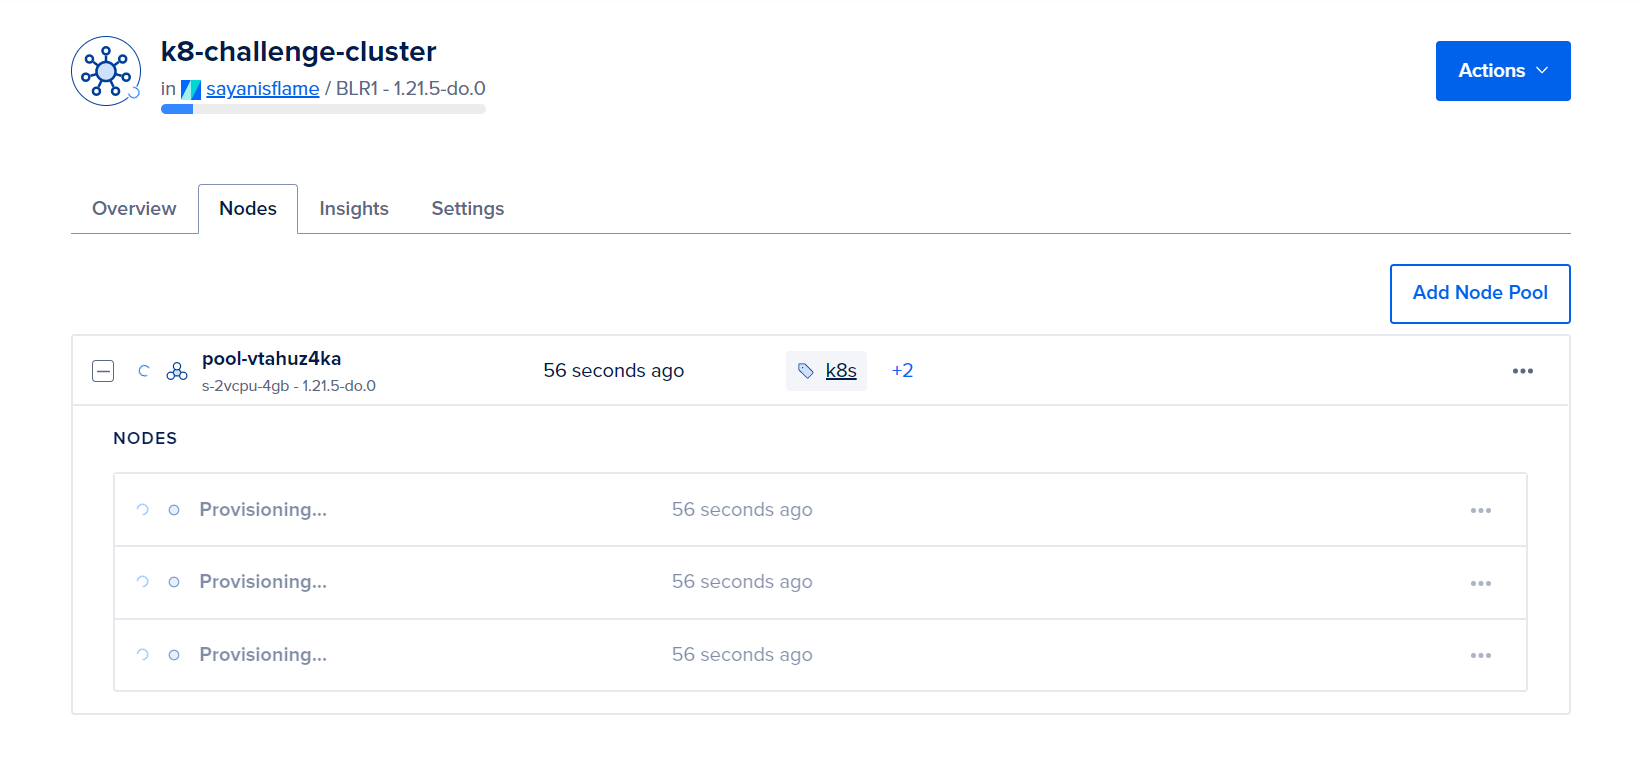 k8-challenge-cluster
in sayanisflame / BLR1 - 1.21.5-do.0
Actions
Overview Nodes Insights Settings
Add Node Pool
pool-vtahuz4ka
s-2vcpu-4gb - 1.21.5-do.0
56 seconds ago
k8s
+2
NODES
Provisioning... 56 seconds ago
Provisioning... 56 seconds ago
Provisioning... 56 seconds ago